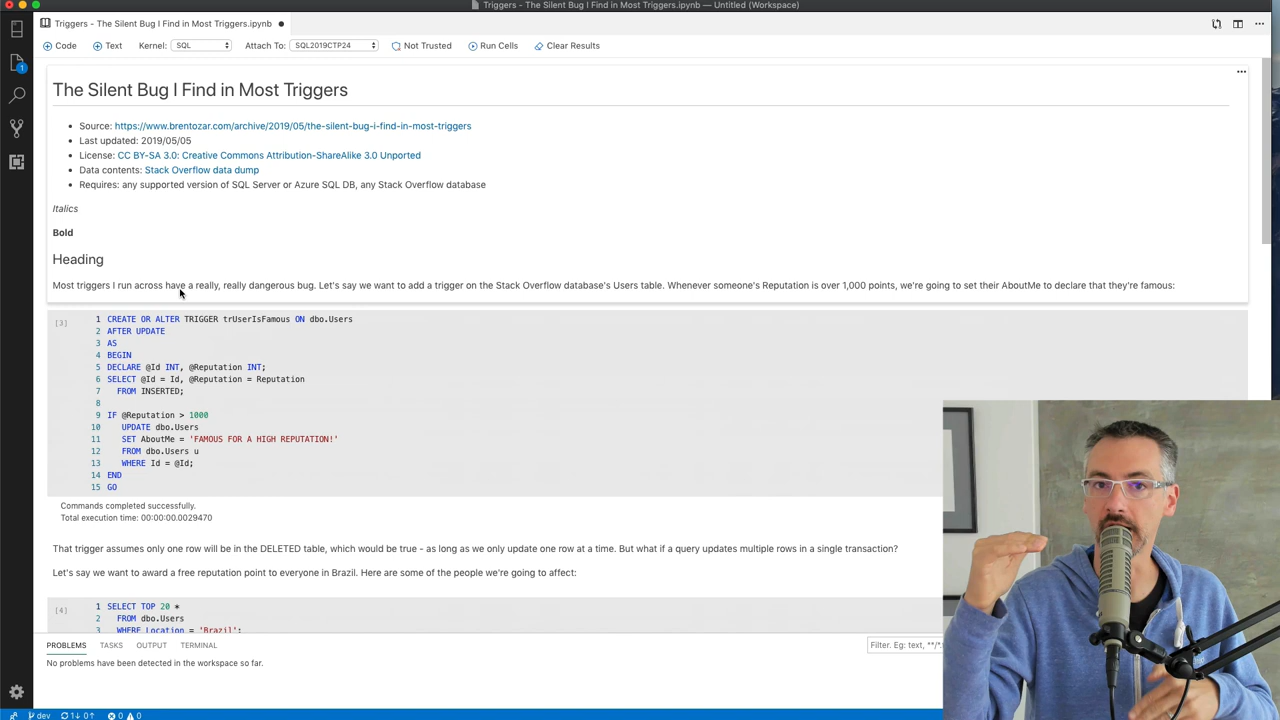 Triggers - The Silent Bug I Find in Most Triggers.ipynb — Untitled (Workspace)
Triggers - The Silent Bug I Find in Most Triggers.ipynb
Code Text Kernel: SQL Attach To: SQL2019CTP24 Not Trusted Run Cells Clear Results
1
The Silent Bug I Find in Most Triggers
Source: https://www.brentozar.com/archive/2019/05/the-silent-bug-i-find-in-most-triggers
Last updated: 2019/05/05
License: CC BY-SA 3.0: Creative Commons Attribution-ShareAlike 3.0 Unported
Data contents: Stack Overflow data dump
Requires: any supported version of SQL Server or Azure SQL DB, any Stack Overflow database
Italics
Bold
Heading
Most triggers I run across have a really, really dangerous bug. Let's say we want to add a trigger on the Stack Overflow database's Users table. Whenever someone's Reputation is over 1,000 points, we're going to set their AboutMe to declare that they're famous:
[3] 1 CREATE OR ALTER TRIGGER trUserIsFamous ON dbo.Users
2 AFTER UPDATE
3 AS
4 BEGIN
5 DECLARE @Id INT, @Reputation INT;
6 SELECT @Id = Id, @Reputation = Reputation
7 FROM INSERTED;
8
9 IF @Reputation > 1000
10 UPDATE dbo.Users
11 SET AboutMe = 'FAMOUS FOR A HIGH REPUTATION!'
12 FROM dbo.Users u
13 WHERE Id = @Id;
14 END
15 GO
Commands completed successfully.
Total execution time: 00:00:00.0029470
That trigger assumes only one row will be in the DELETED table, which would be true - as long as we only update one row at a time. But what if a query updates multiple rows in a single transaction?
Let's say we want to award a free reputation point to everyone in Brazil. Here are some of the people we're going to affect:
[4] 1 SELECT TOP 20 *
2 FROM dbo.Users
3 WHERE Location = 'Brazil';
PROBLEMS TASKS OUTPUT TERMINAL
Filter. Eg: text, **/*.
No problems have been detected in the workspace so far.
dev 1↓ 0↑ 0 0